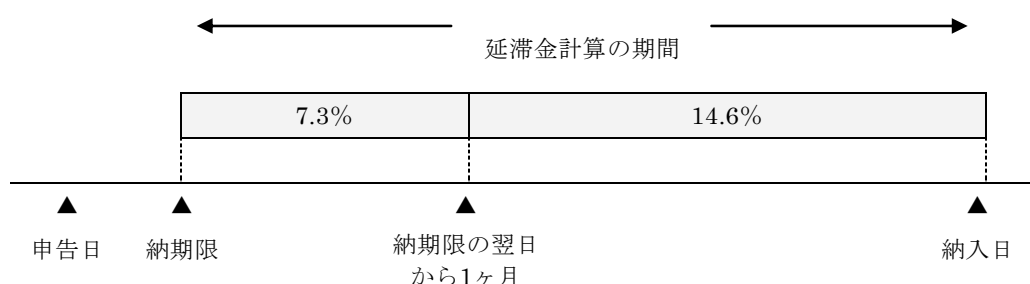 延滞金計算の期間
7.3%
14.6%
▲ ▲ ▲ ▲
申告日
納期限
納期限の翌日
から1ヶ月
納入日